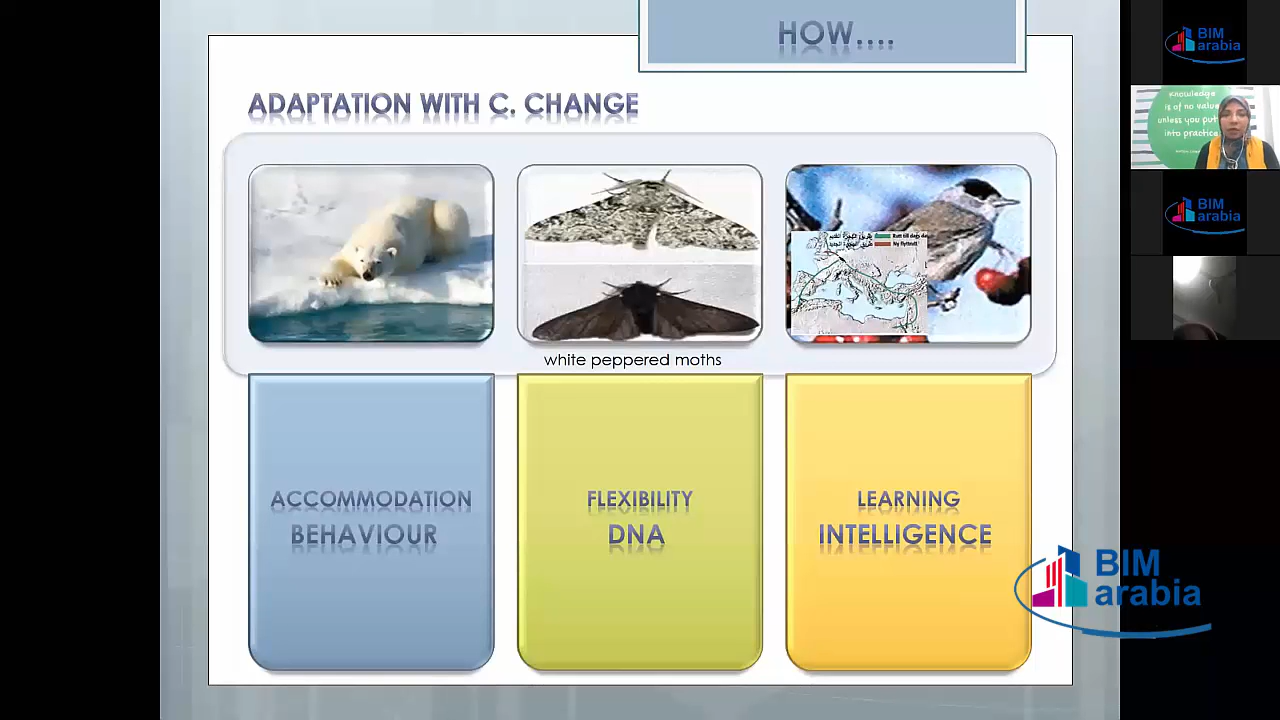 HOW....
ADAPTATION WITH C. CHANGE
white peppered moths
ACCOMMODATION
BEHAVIOUR
FLEXIBILITY
DNA
LEARNING
INTELLIGENCE
BIM
arabia
BIM
arabia
knowledge
is of no value
unless you put
into practice
BIM
arabia